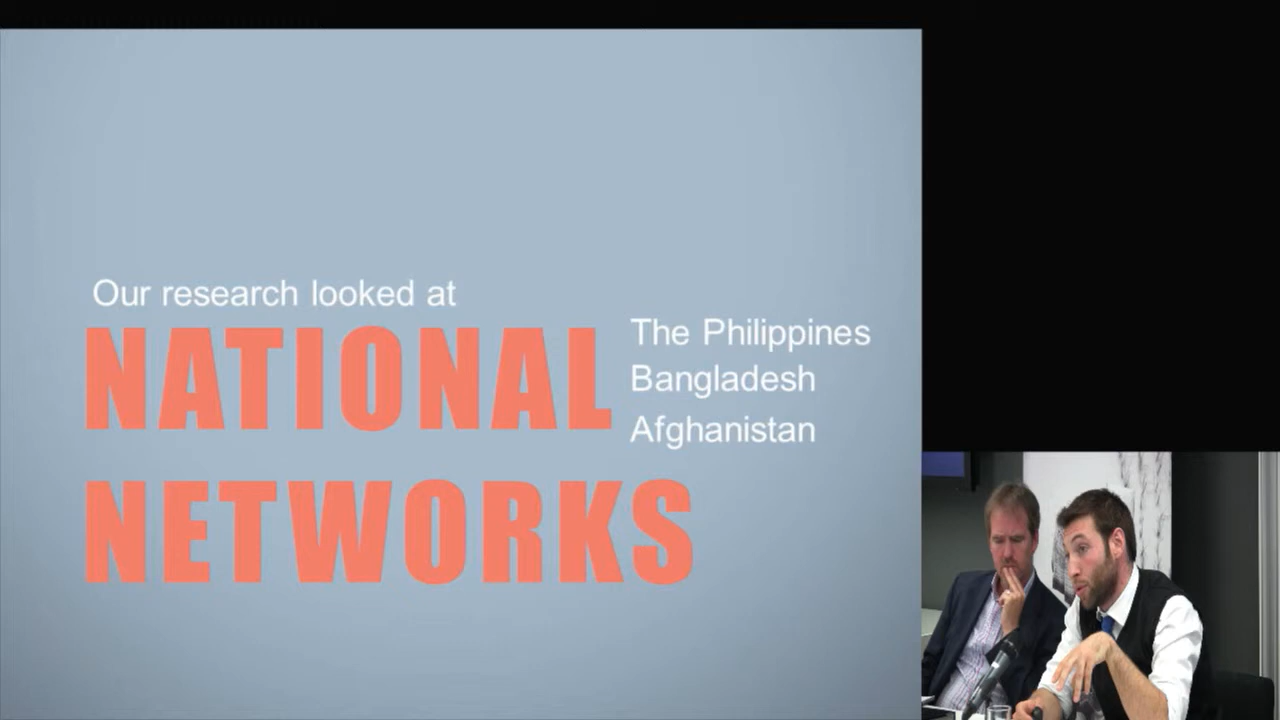 Our research looked at
NATIONAL
NETWORKS
The Philippines
Bangladesh
Afghanistan